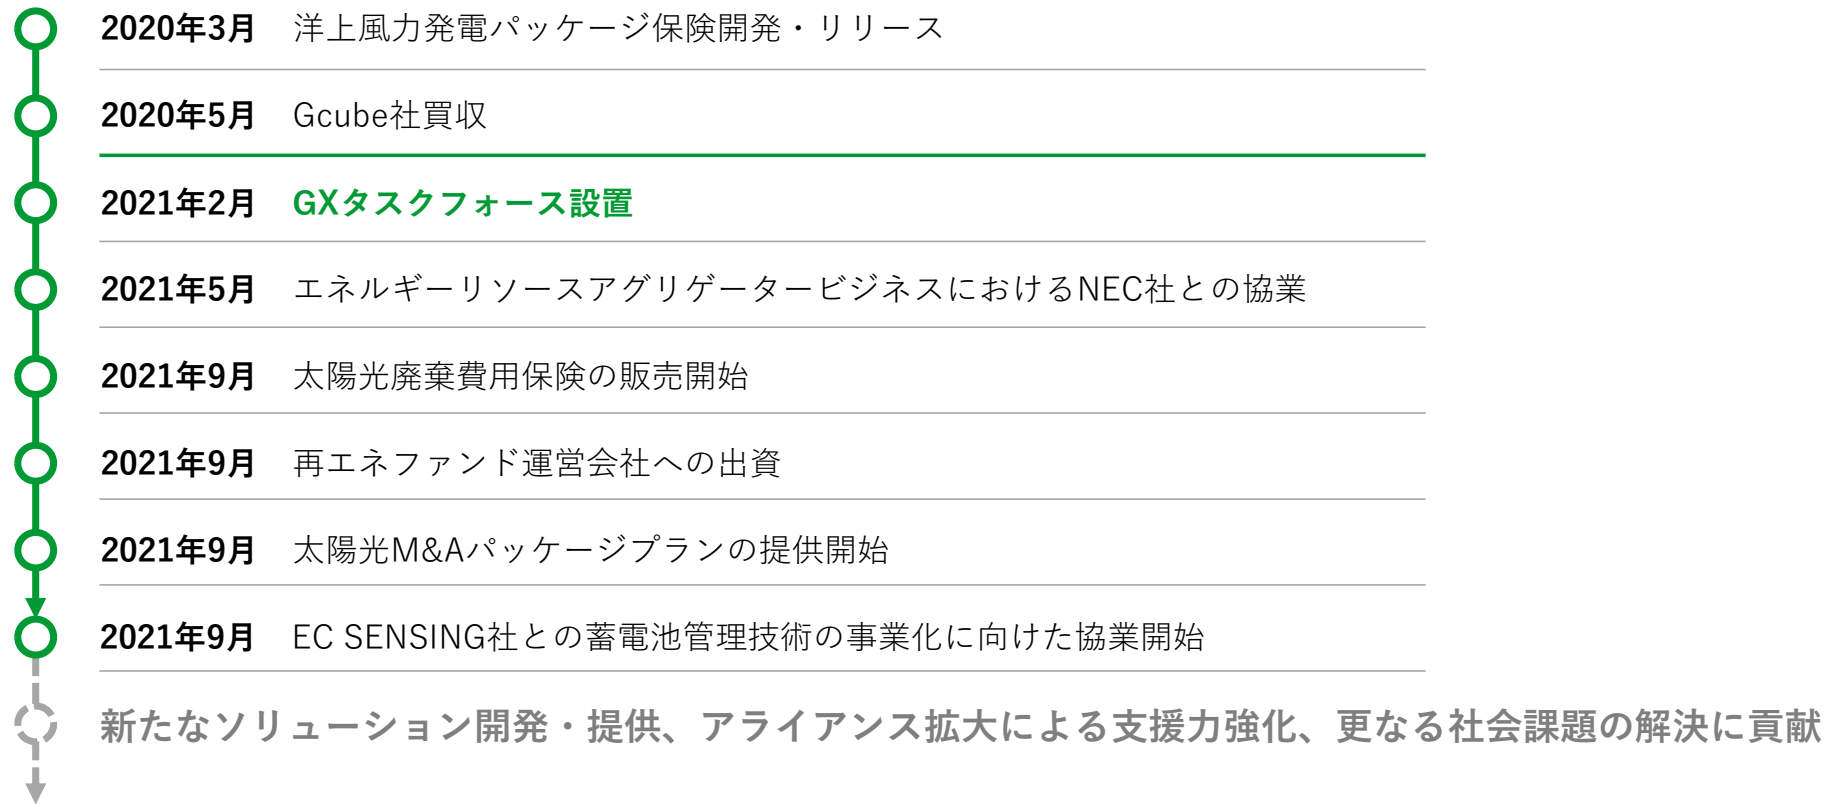 2020年3月 洋上風力発電パッケージ保険開発・リリース
2020年5月 Gcube社買収
2021年2月 GXタスクフォース設置
2021年5月 エネルギーリソースアグリゲータービジネスにおけるNEC社との協業
2021年9月 太陽光廃棄費用保険の販売開始
2021年9月 再エネファンド運営会社への出資
2021年9月 太陽光M&Aパッケージプランの提供開始
2021年9月 EC SENSING社との蓄電池管理技術の事業化に向けた協業開始
新たなソリューション開発・提供、アライアンス拡大による支援力強化、更なる社会課題の解決に貢献